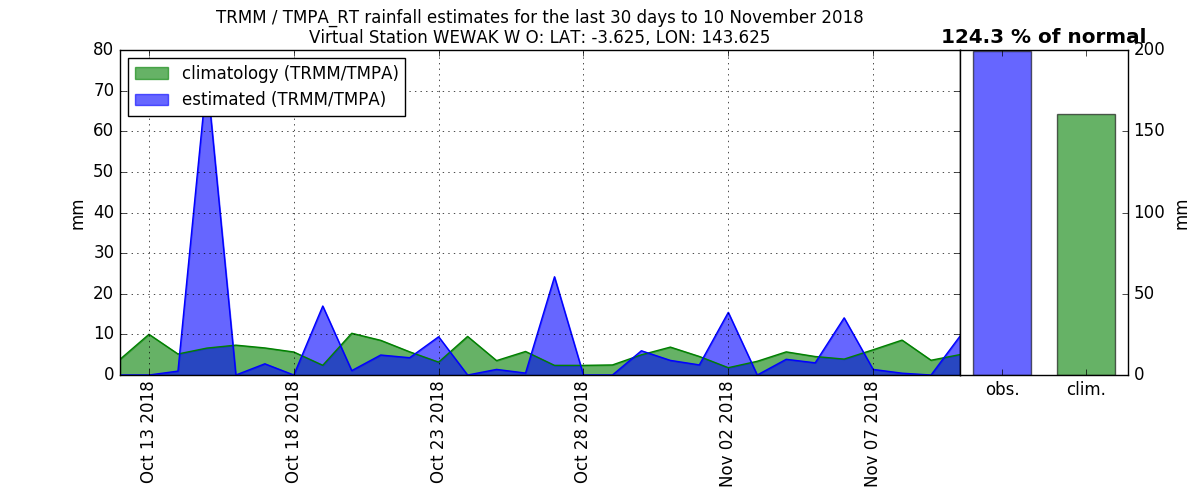 TRMM / TMPA_RT rainfall estimates for the last 30 days to 10 November 2018
Virtual Station WEWAK W O: LAT: -3.625, LON: 143.625
124.3 % of normal
climatology (TRMM/TMPA)
estimated (TRMM/TMPA)
80
70
60
50
40
30
20
10
0
mm
Oct 13 2018
Oct 18 2018
Oct 23 2018
Oct 28 2018
Nov 02 2018
Nov 07 2018
obs.
clim.
200
150
100
50
0
mm